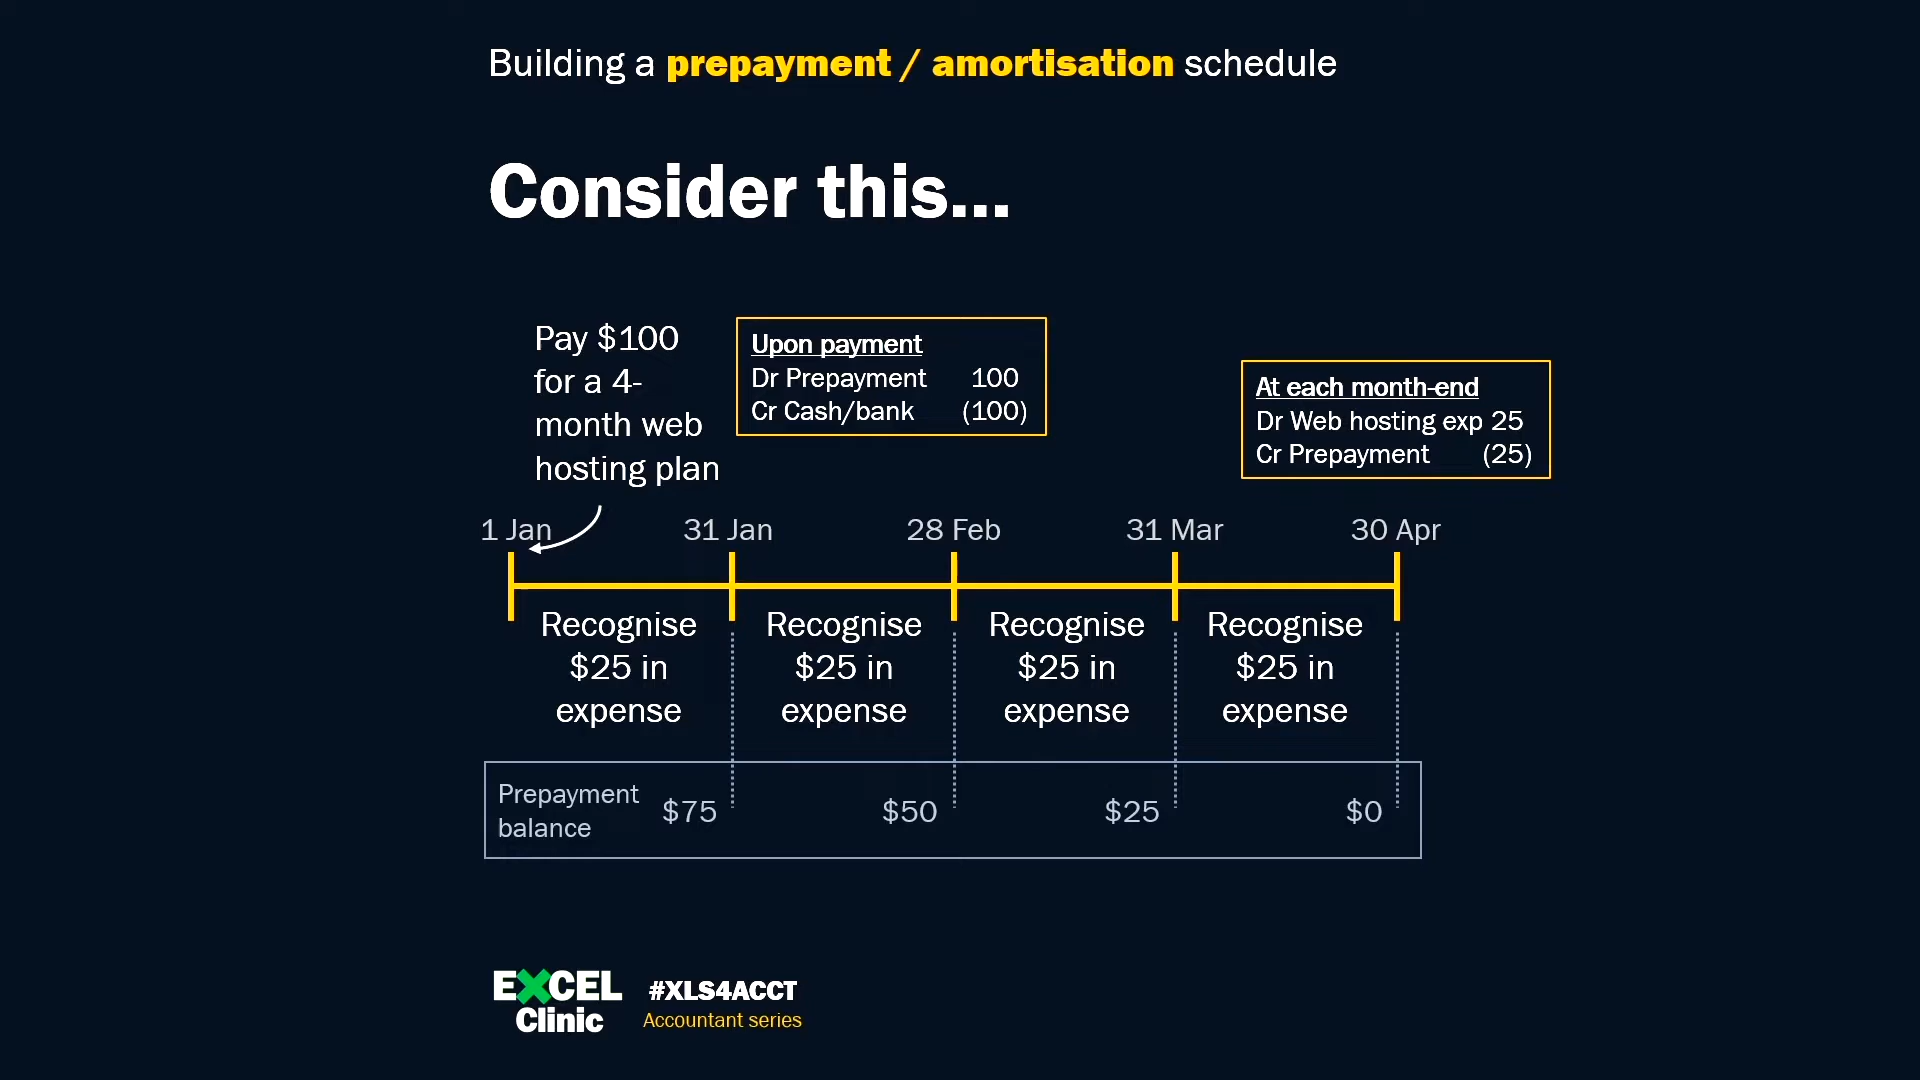 Building a prepayment / amortisation schedule
Consider this...
Pay $100
for a 4-
month web
hosting plan
Upon payment
Dr Prepayment 100
Cr Cash/bank (100)
At each month-end
Dr Web hosting exp 25
Cr Prepayment (25)
1 Jan 31 Jan 28 Feb 31 Mar 30 Apr
Recognise Recognise Recognise Recognise
$25 in $25 in $25 in $25 in
expense expense expense expense
Prepayment
balance
$75 $50 $25 $0
EXCEL
Clinic
#XLS4ACCT
Accountant series